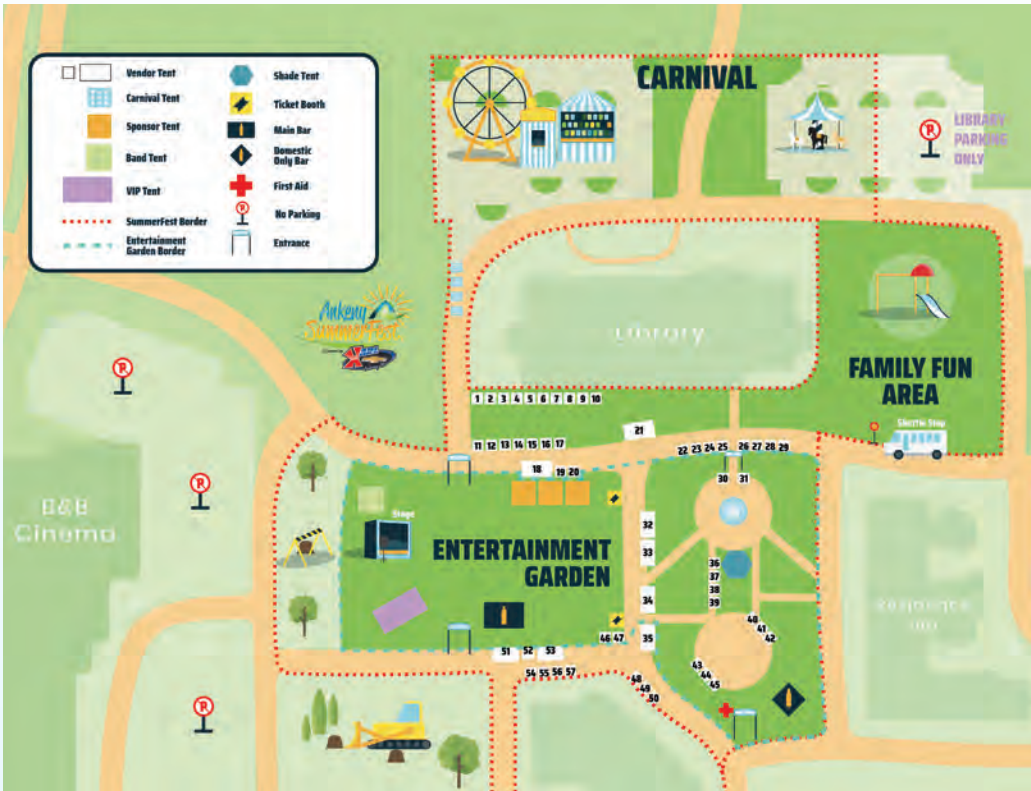 Vendor Tent
Carnival Tent
Sponsor Tent
Band Tent
VIP Tent
SummerFest Border
Entertainment
Garden Border
Shade Tent
Ticket Booth
Main Bar
Domestic
Only Bar
First Aid
No Parking
Entrance
CARNIVAL
LIBRARY
PARKING
ONLY
Ankeny
SummerFest
Library
FAMILY FUN
AREA
Shuttle Stop
1 2 3 4 5 6 7 8 9 10
11 12 13 14 15 16 17
21
22 23 24 25 26 27 28 29
18 19 20
30 31
B&B
Cinema
Stage
ENTERTAINMENT
GARDEN
32
33
34
35
36
37
38
39
40
41
42
43
44
45
46 47
48
49
50
51 52 53
54 55 56 57
R
R
R
R